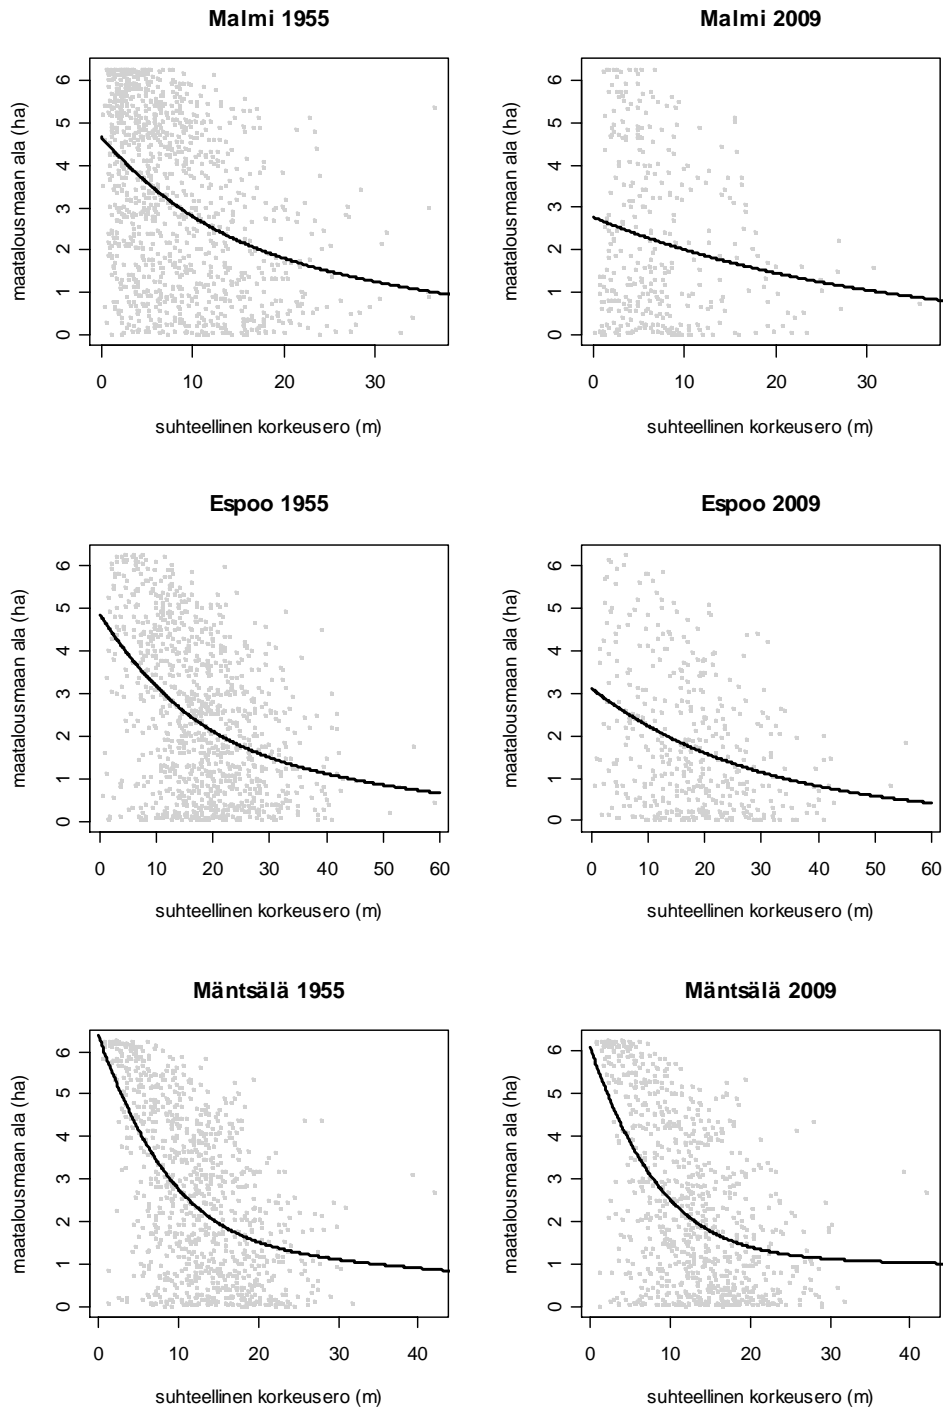 Malmi 1955
maatalousmaan ala (ha)
0 1 2 3 4 5 6
0 10 20 30
suhteellinen korkeusero (m)
Malmi 2009
maatalousmaan ala (ha)
0 1 2 3 4 5 6
0 10 20 30
suhteellinen korkeusero (m)
Espoo 1955
maatalousmaan ala (ha)
0 1 2 3 4 5 6
0 10 20 30 40 50 60
suhteellinen korkeusero (m)
Espoo 2009
maatalousmaan ala (ha)
0 1 2 3 4 5 6
0 10 20 30 40 50 60
suhteellinen korkeusero (m)
Mäntsälä 1955
maatalousmaan ala (ha)
0 1 2 3 4 5 6
0 10 20 30 40
suhteellinen korkeusero (m)
Mäntsälä 2009
maatalousmaan ala (ha)
0 1 2 3 4 5 6
0 10 20 30 40
suhteellinen korkeusero (m)